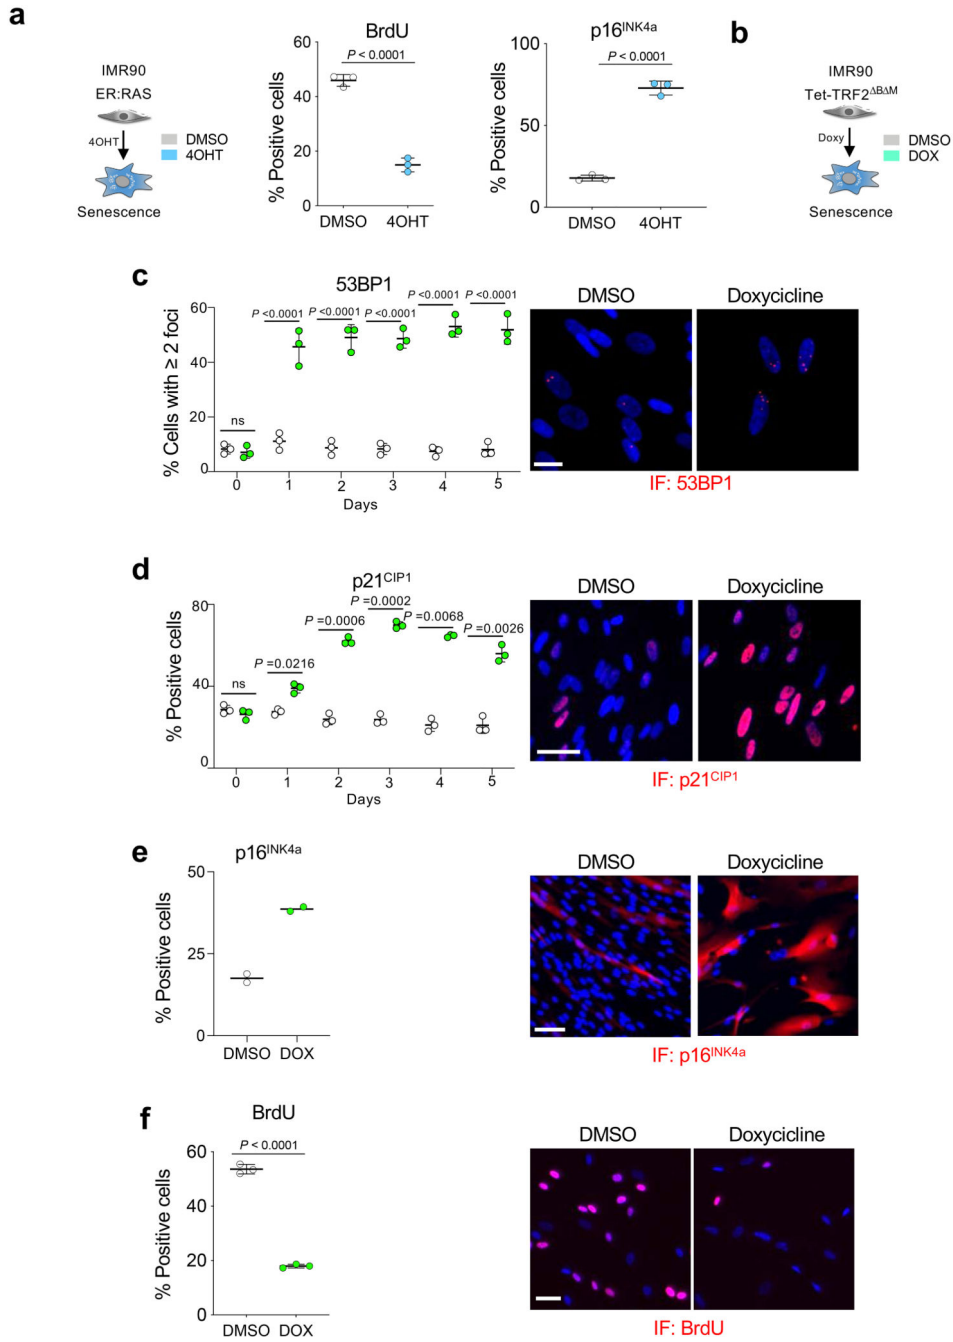 a
IMR90
ER:RAS
4OHT
Senescence
DMSO
4OHT
BrdU
% Positive cells
60
40
20
0
P < 0.0001
DMSO
4OHT
p16INK4a
% Positive cells
100
50
0
P < 0.0001
DMSO
4OHT
b
IMR90
Tet-TRF2ΔBΔM
Doxy
Senescence
DMSO
DOX
c
53BP1
% Cells with ≥ 2 foci
60
40
20
0
ns
P <0.0001
P <0.0001
P <0.0001
P <0.0001
P <0.0001
0 1 2 3 4 5
Days
DMSO
Doxycicline
IF: 53BP1
d
p21CIP1
% Positive cells
80
40
0
ns
P =0.0216
P =0.0006
P =0.0002
P =0.0068
P =0.0026
0 1 2 3 4 5
Days
DMSO
Doxycicline
IF: p21CIP1
e
p16INK4a
% Positive cells
50
25
0
DMSO
DOX
DMSO
Doxycicline
IF: p16INK4a
f
BrdU
% Positive cells
60
40
20
0
P < 0.0001
DMSO
DOX
DMSO
Doxycicline
IF: BrdU